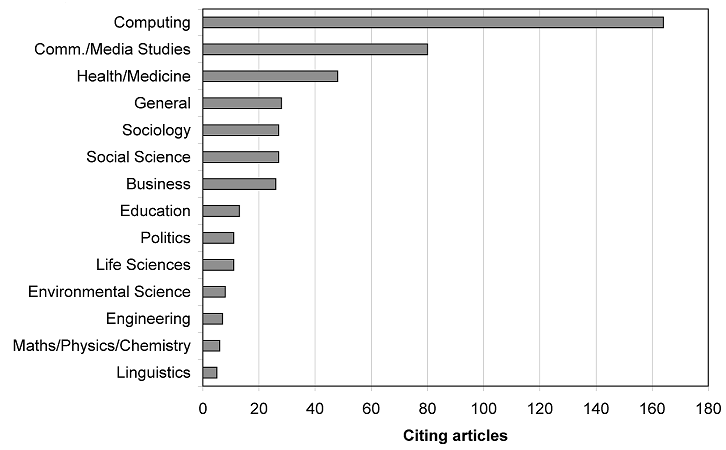 Computing
Comm./Media Studies
Health/Medicine
General
Sociology
Social Science
Business
Education
Politics
Life Sciences
Environmental Science
Engineering
Maths/Physics/Chemistry
Linguistics
0 20 40 60 80 100 120 140 160 180
Citing articles